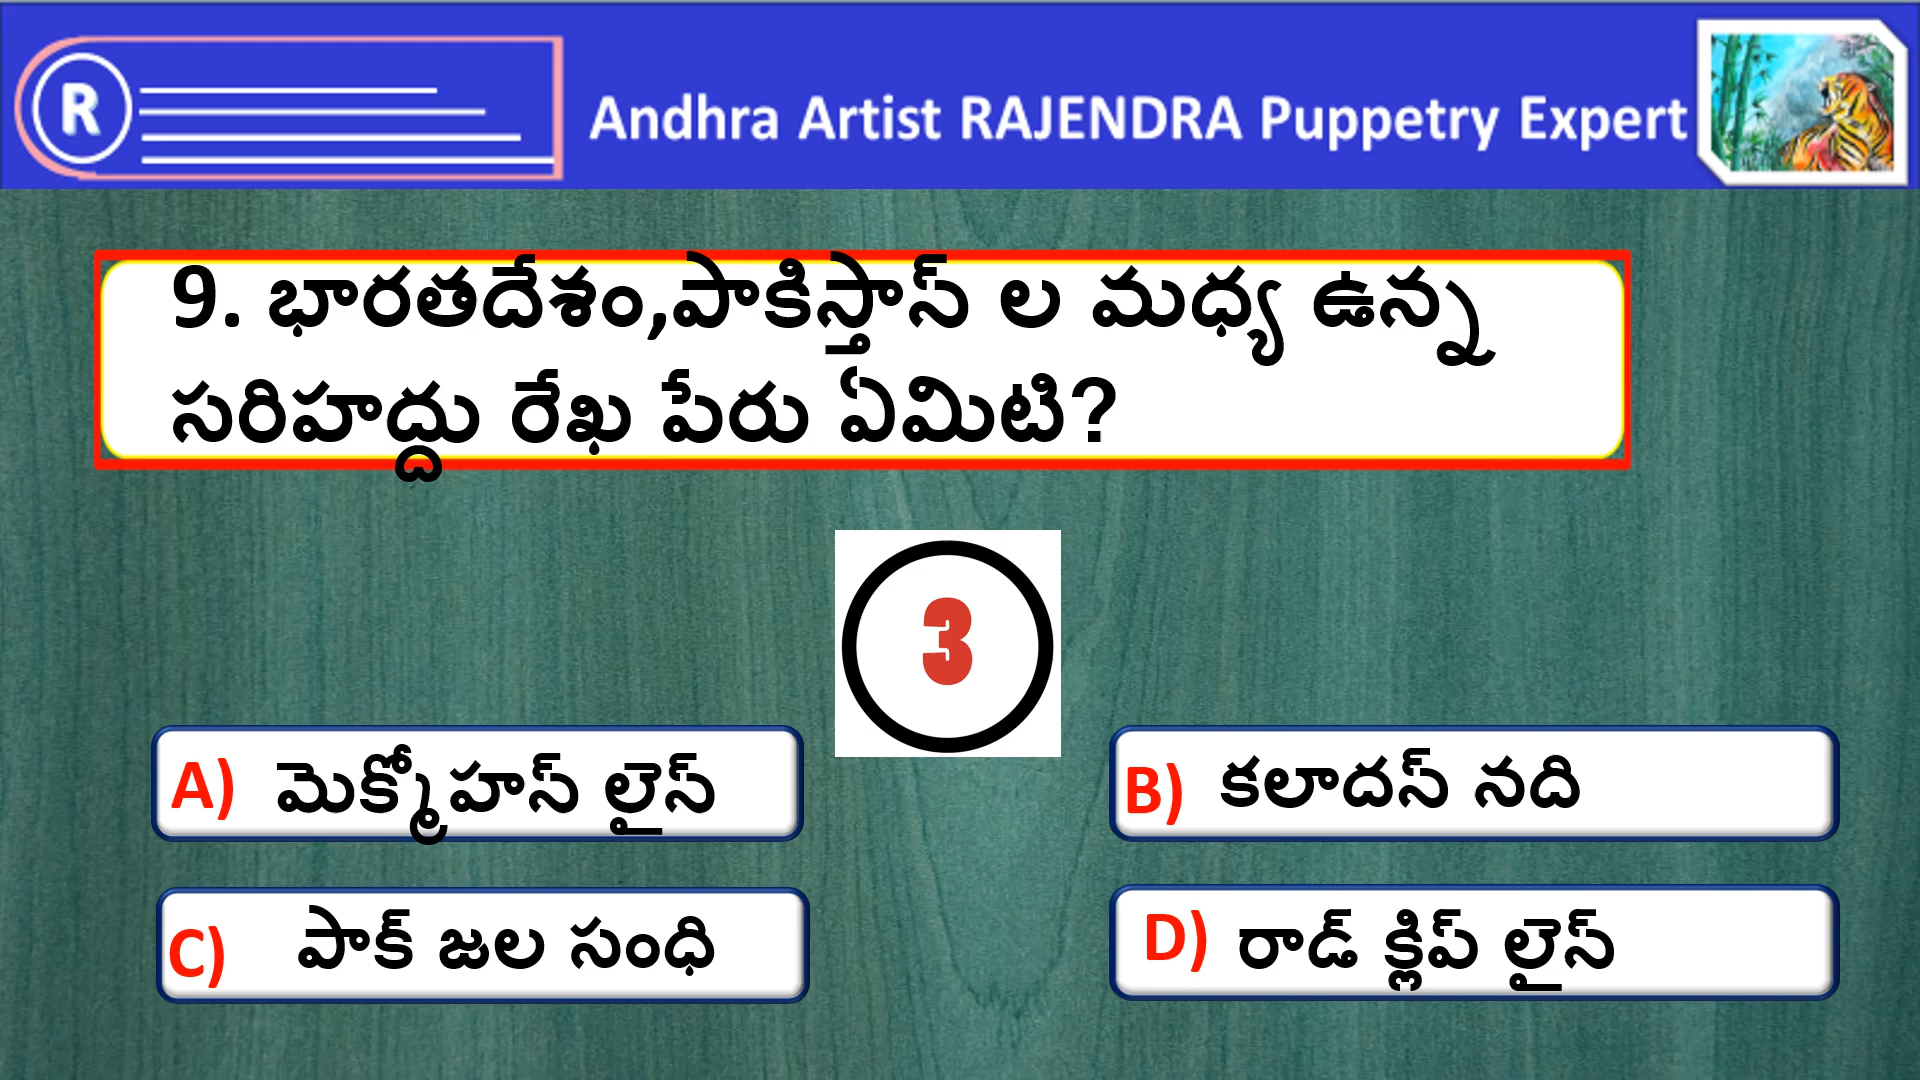 R
Andhra Artist RAJENDRA Puppetry Expert
9. భారతదేశం,పాకిస్తాన్ ల మధ్య ఉన్న
సరిహద్దు రేఖ పేరు ఏమిటి?
3
A) మెక్మోహన్ లైన్
B) కలాదన్ నది
C) పాక్ జల సంధి
D) రాడ్ క్లిప్ లైన్